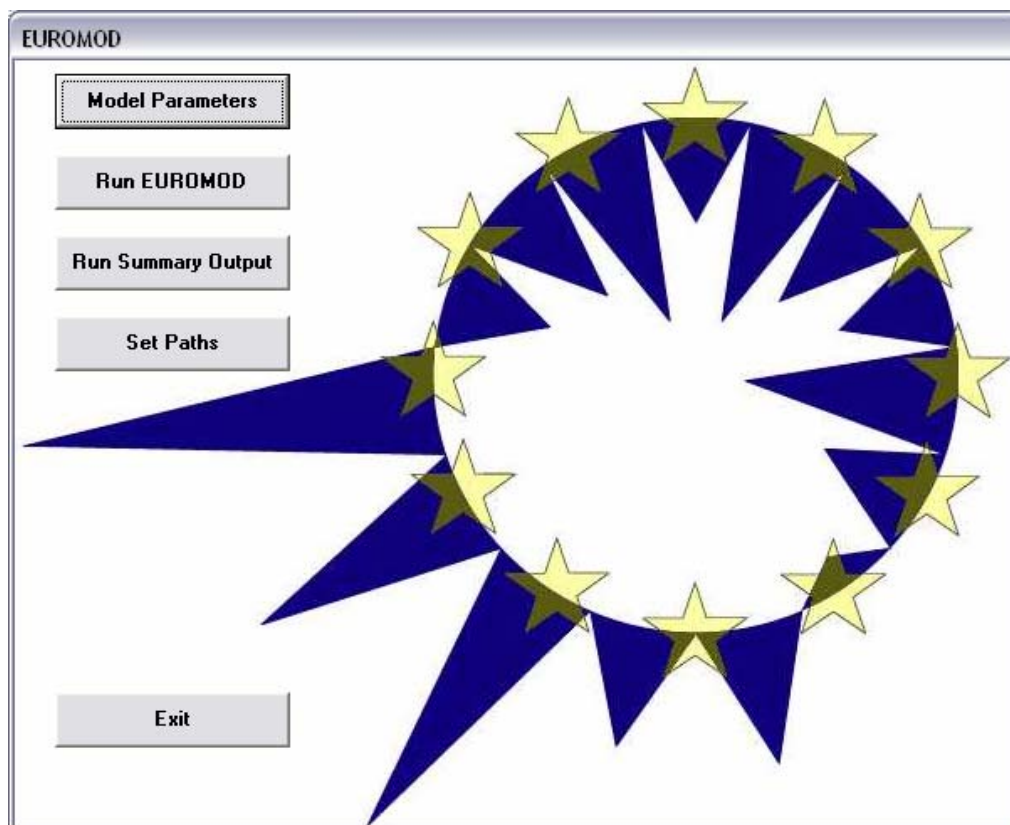 EUROMOD
Model Parameters
Run EUROMOD
Run Summary Output
Set Paths
Exit